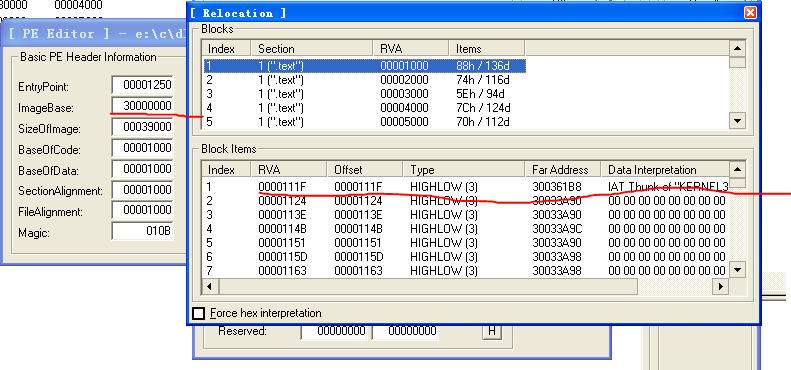 80000 00004000
[ PE Editor ] - e:\c\d
Basic PE Header Information
EntryPoint: 00001250
ImageBase: 30000000
SizeOfImage: 00039000
BaseOfCode: 00001000
BaseOfData: 00001000
SectionAlignment: 00001000
FileAlignment: 00001000
Magic: 010B
[ Relocation ]
Blocks
Index Section RVA Items
1 1 (".text") 00001000 88h / 136d
2 1 (".text") 00002000 74h / 116d
3 1 (".text") 00003000 5Eh / 94d
4 1 (".text") 00004000 7Ch / 124d
5 1 (".text") 00005000 70h / 112d
Block Items
Index RVA Offset Type Far Address Data Interpretation
1 0000111F 0000111F HIGHLOW (3) 300361B8 IAT Thunk of "KERNEL3
2 00001124 00001124 HIGHLOW (3) 30033A90 00 00 00 00 00 00 00 00
3 0000113E 0000113E HIGHLOW (3) 30033A90 00 00 00 00 00 00 00 00
4 0000114B 0000114B HIGHLOW (3) 30033A9C 00 00 00 00 00 00 00 00
5 00001151 00001151 HIGHLOW (3) 30033A90 00 00 00 00 00 00 00 00
6 0000115D 0000115D HIGHLOW (3) 30033A98 00 00 00 00 00 00 00 00
7 00001163 00001163 HIGHLOW (3) 30033A98 00 00 00 00 00 00 00 00
Force hex interpretation
Reserved: 00000000 00000000 H